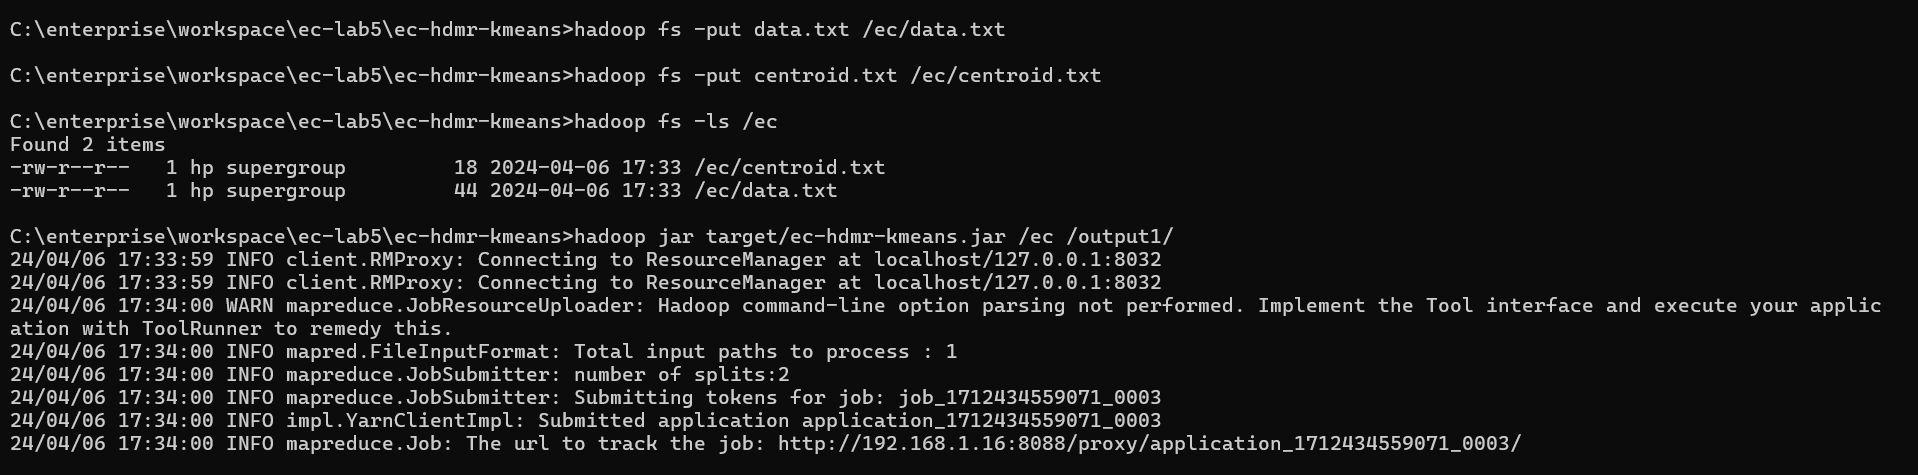 C:\enterprise\workspace\ec-lab5\ec-hdmr-kmeans>hadoop fs -put data.txt /ec/data.txt
C:\enterprise\workspace\ec-lab5\ec-hdmr-kmeans>hadoop fs -put centroid.txt /ec/centroid.txt
C:\enterprise\workspace\ec-lab5\ec-hdmr-kmeans>hadoop fs -ls /ec
Found 2 items
-rw-r--r--   1 hp supergroup         18 2024-04-06 17:33 /ec/centroid.txt
-rw-r--r--   1 hp supergroup         44 2024-04-06 17:33 /ec/data.txt
C:\enterprise\workspace\ec-lab5\ec-hdmr-kmeans>hadoop jar target/ec-hdmr-kmeans.jar /ec /output1/
24/04/06 17:33:59 INFO client.RMProxy: Connecting to ResourceManager at localhost/127.0.0.1:8032
24/04/06 17:33:59 INFO client.RMProxy: Connecting to ResourceManager at localhost/127.0.0.1:8032
24/04/06 17:34:00 WARN mapreduce.JobResourceUploader: Hadoop command-line option parsing not performed. Implement the Tool interface and execute your applic
ation with ToolRunner to remedy this.
24/04/06 17:34:00 INFO mapred.FileInputFormat: Total input paths to process : 1
24/04/06 17:34:00 INFO mapreduce.JobSubmitter: number of splits:2
24/04/06 17:34:00 INFO mapreduce.JobSubmitter: Submitting tokens for job: job_1712434559071_0003
24/04/06 17:34:00 INFO impl.YarnClientImpl: Submitted application application_1712434559071_0003
24/04/06 17:34:00 INFO mapreduce.Job: The url to track the job: http://192.168.1.16:8088/proxy/application_1712434559071_0003/